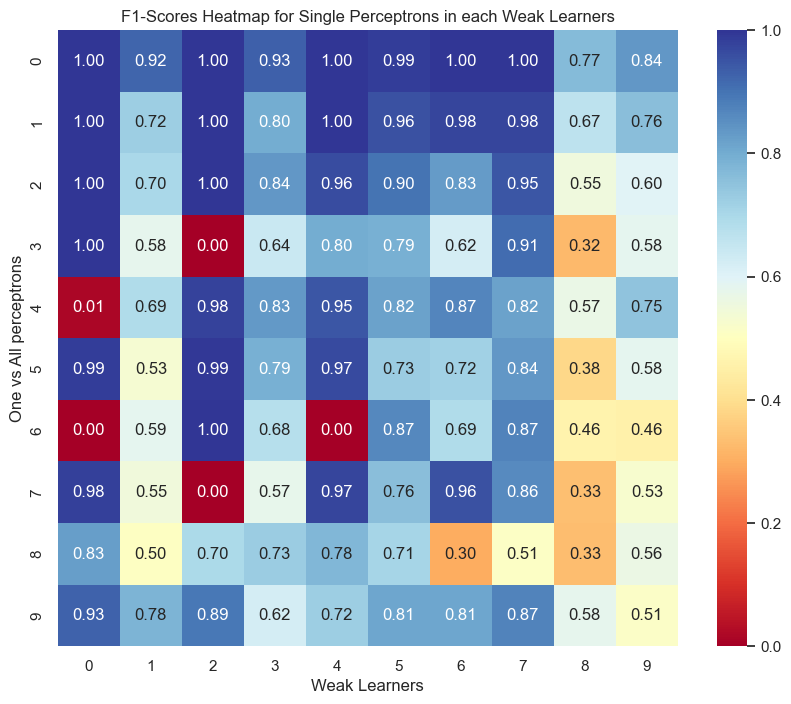 F1-Scores Heatmap for Single Perceptrons in each Weak Learners
One vs All perceptrons
0 1.00 0.92 1.00 0.93 1.00 0.99 1.00 1.00 0.77 0.84
1 1.00 0.72 1.00 0.80 1.00 0.96 0.98 0.98 0.67 0.76
2 1.00 0.70 1.00 0.84 0.96 0.90 0.83 0.95 0.55 0.60
3 1.00 0.58 0.00 0.64 0.80 0.79 0.62 0.91 0.32 0.58
4 0.01 0.69 0.98 0.83 0.95 0.82 0.87 0.82 0.57 0.75
5 0.99 0.53 0.99 0.79 0.97 0.73 0.72 0.84 0.38 0.58
6 0.00 0.59 1.00 0.68 0.00 0.87 0.69 0.87 0.46 0.46
7 0.98 0.55 0.00 0.57 0.97 0.76 0.96 0.86 0.33 0.53
8 0.83 0.50 0.70 0.73 0.78 0.71 0.30 0.51 0.33 0.56
9 0.93 0.78 0.89 0.62 0.72 0.81 0.81 0.87 0.58 0.51
0 1 2 3 4 5 6 7 8 9
Weak Learners
1.0
0.8
0.6
0.4
0.2
0.0